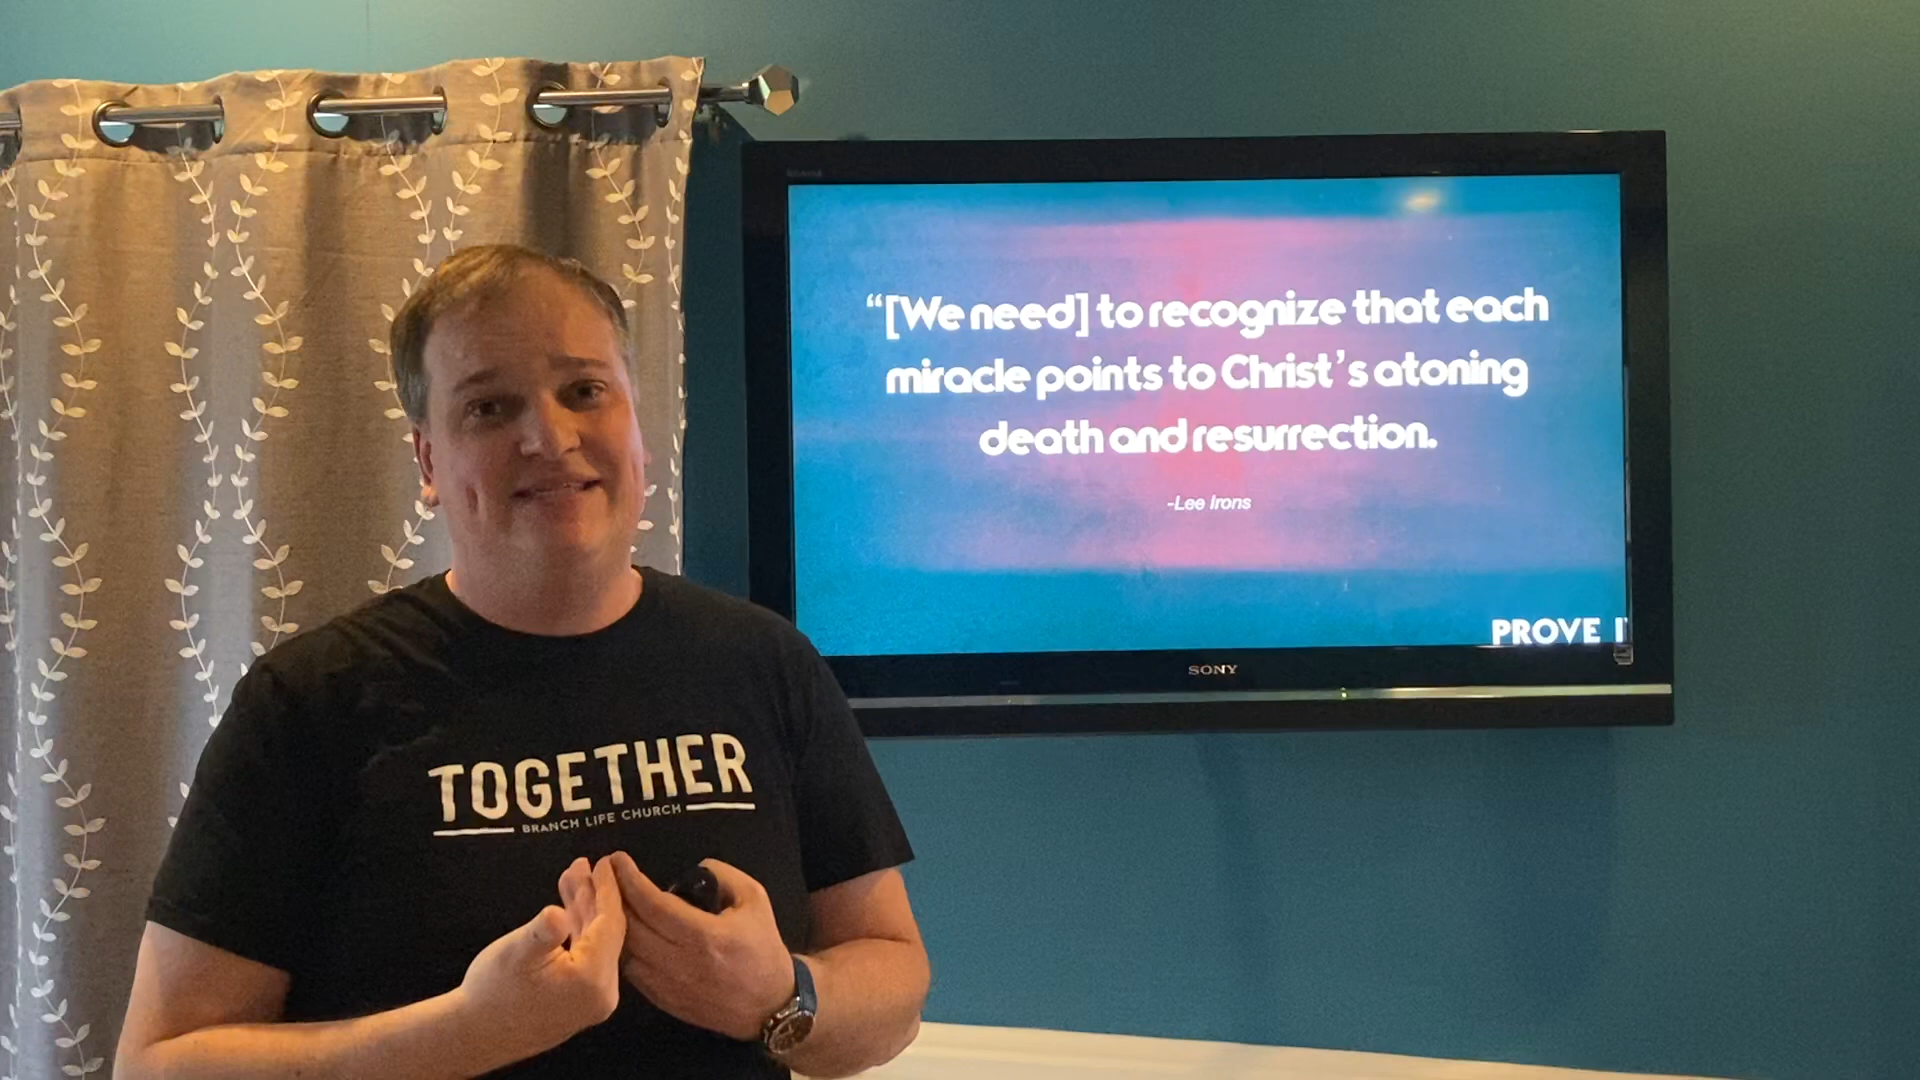 “[We need] to recognize that each
miracle points to Christ’s atoning
death and resurrection.
-Lee Irons
PROVE I
SONY
TOGETHER
BRANCH LIFE CHURCH